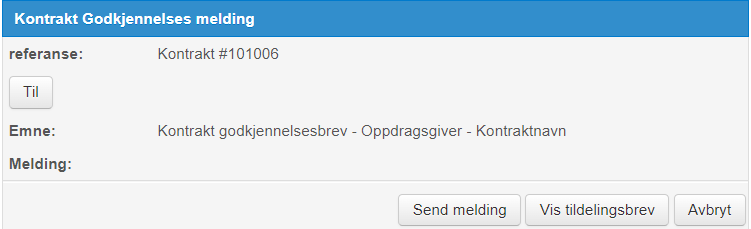 Kontrakt Godkjennelses melding
referanse: Kontrakt #101006
Til
Emne: Kontrakt godkjennelsesbrev - Oppdragsgiver - Kontraktnavn
Melding:
Send melding Vis tildelingsbrev Avbryt